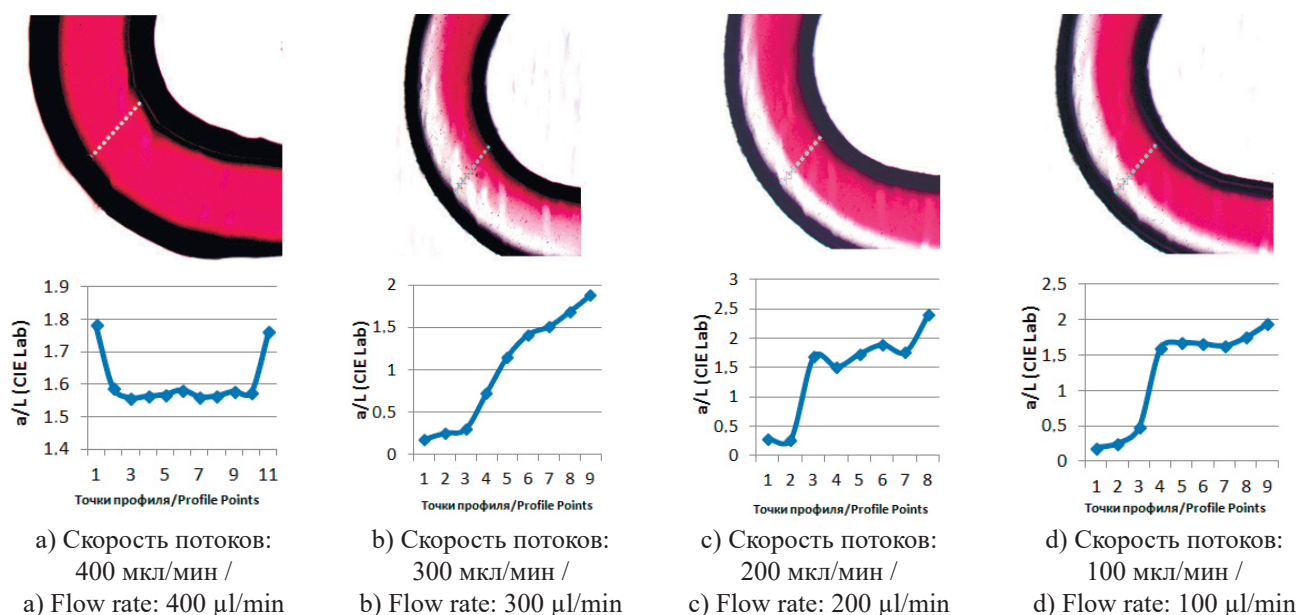 1.9
1.8
1.7
1.6
1.5
1.4
a/L (CIE Lab)
1 3 5 7 9 11
Точки профиля/Profile Points
a) Скорость потоков:
400 мкл/мин /
a) Flow rate: 400 µl/min
2
1.5
1
0.5
0
a/L (CIE Lab)
1 2 3 4 5 6 7 8 9
Точки профиля/Profile Points
b) Скорость потоков:
300 мкл/мин /
b) Flow rate: 300 µl/min
3
2.5
2
1.5
1
0.5
0
a/L (CIE Lab)
1 2 3 4 5 6 7 8
Точки профиля/Profile Points
c) Скорость потоков:
200 мкл/мин /
c) Flow rate: 200 µl/min
2.5
2
1.5
1
0.5
0
a/L (CIE Lab)
1 2 3 4 5 6 7 8 9
Точки профиля/Profile Points
d) Скорость потоков:
100 мкл/мин /
d) Flow rate: 100 µl/min